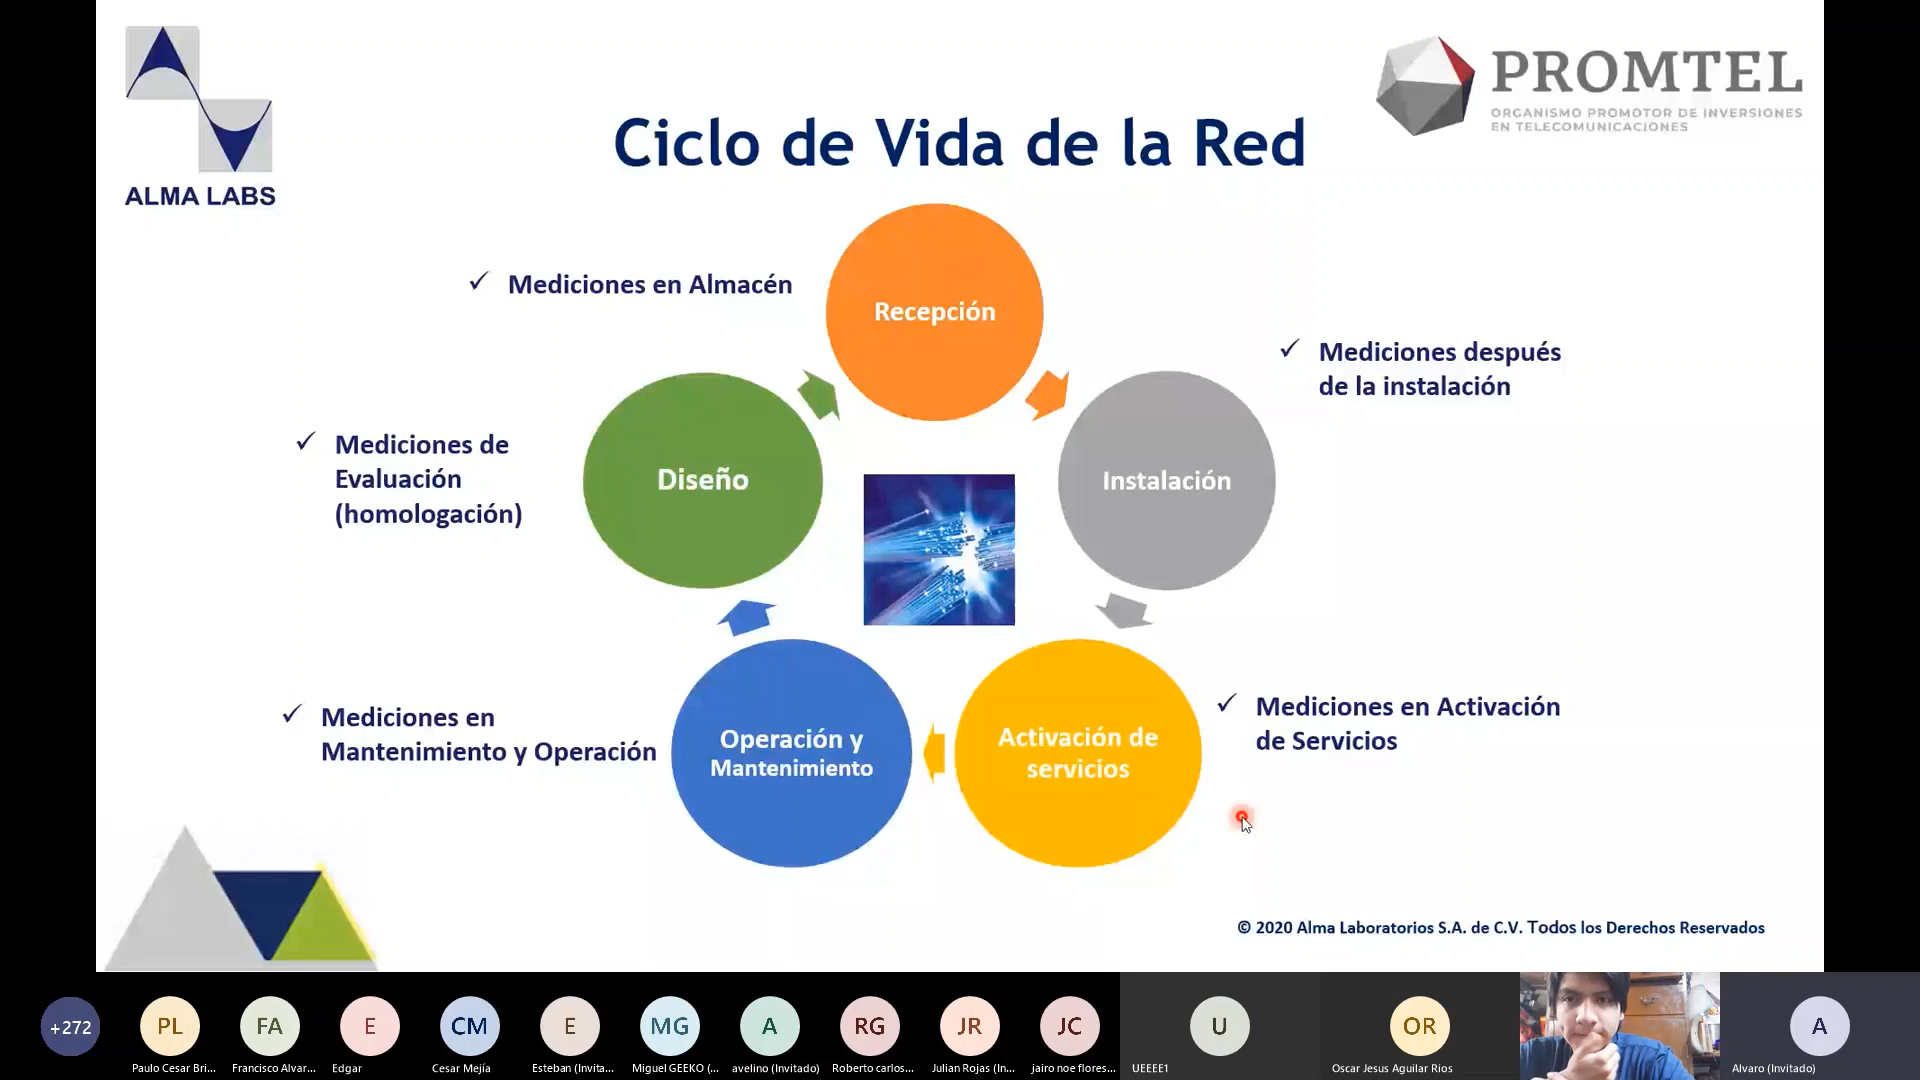 ALMA LABS
PROMTEL
ORGANISMO PROMOTOR DE INVERSIONES
EN TELECOMUNICACIONES
Ciclo de Vida de la Red
✓ Mediciones en Almacén
Recepción
✓ Mediciones después
de la instalación
Instalación
✓ Mediciones de
Evaluación
(homologación)
Diseño
✓ Mediciones en
Mantenimiento y Operación
Operación y
Mantenimiento
Activación de
servicios
✓ Mediciones en Activación
de Servicios
© 2020 Alma Laboratorios S.A. de C.V. Todos los Derechos Reservados
+272
PL
Paulo Cesar Bri...
FA
Francisco Alvar...
E
Edgar
CM
Cesar Mejía
E
Esteban (Invita...
MG
Miguel GEEKO (...
A
avelino (Invitado)
RG
Roberto carlos...
JR
Julian Rojas (In...
JC
jairo noe flores...
U
UEEEE1
OR
Oscar Jesus Aguilar Rios
A
Alvaro (Invitado)